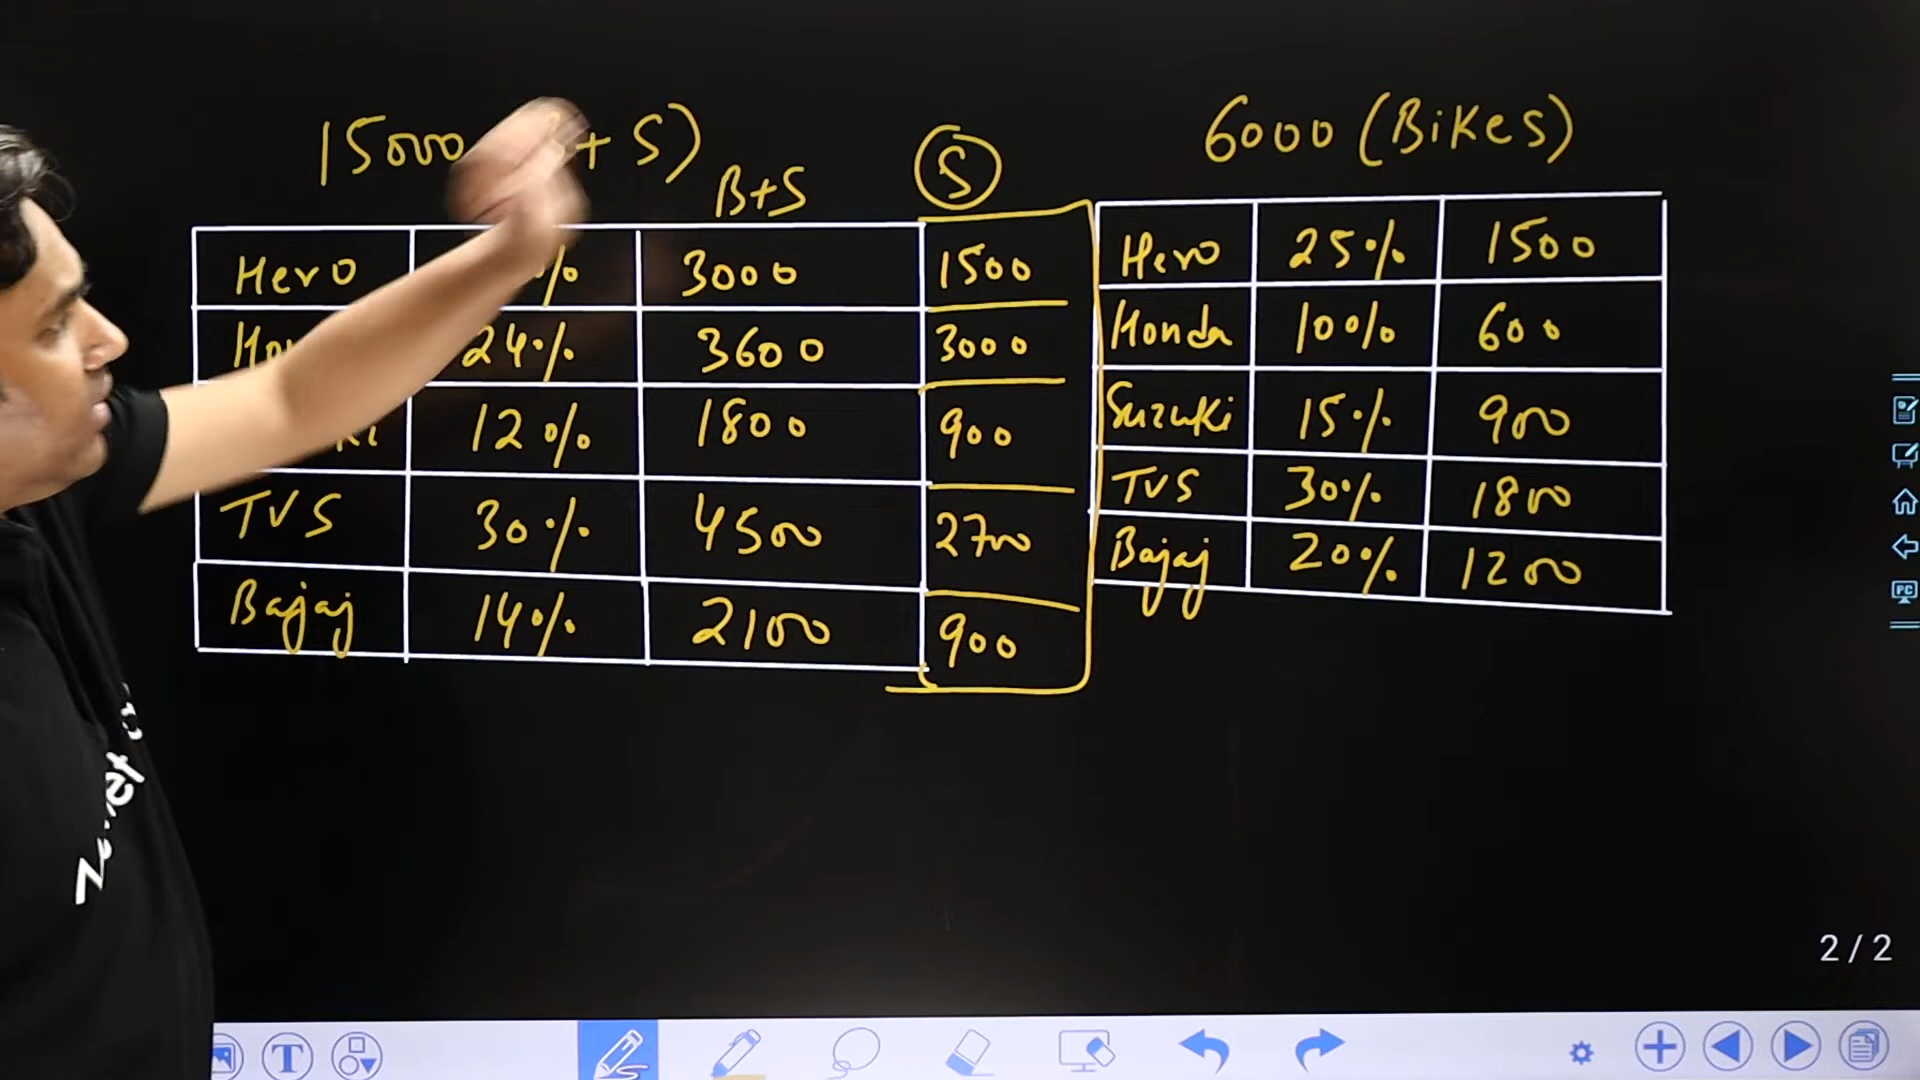 15000 + S)
B+S
S
6000 (Bikes)
Hero % 3000 1500
24% 3600 3000
12% 1800 900
TVS 30% 4500 2700
Bajaj 14% 2100 900
Hero 25% 1500
Honda 10% 600
Suzuki 15% 900
TVS 30% 1800
Bajaj 20% 1200
2/2
T
PC